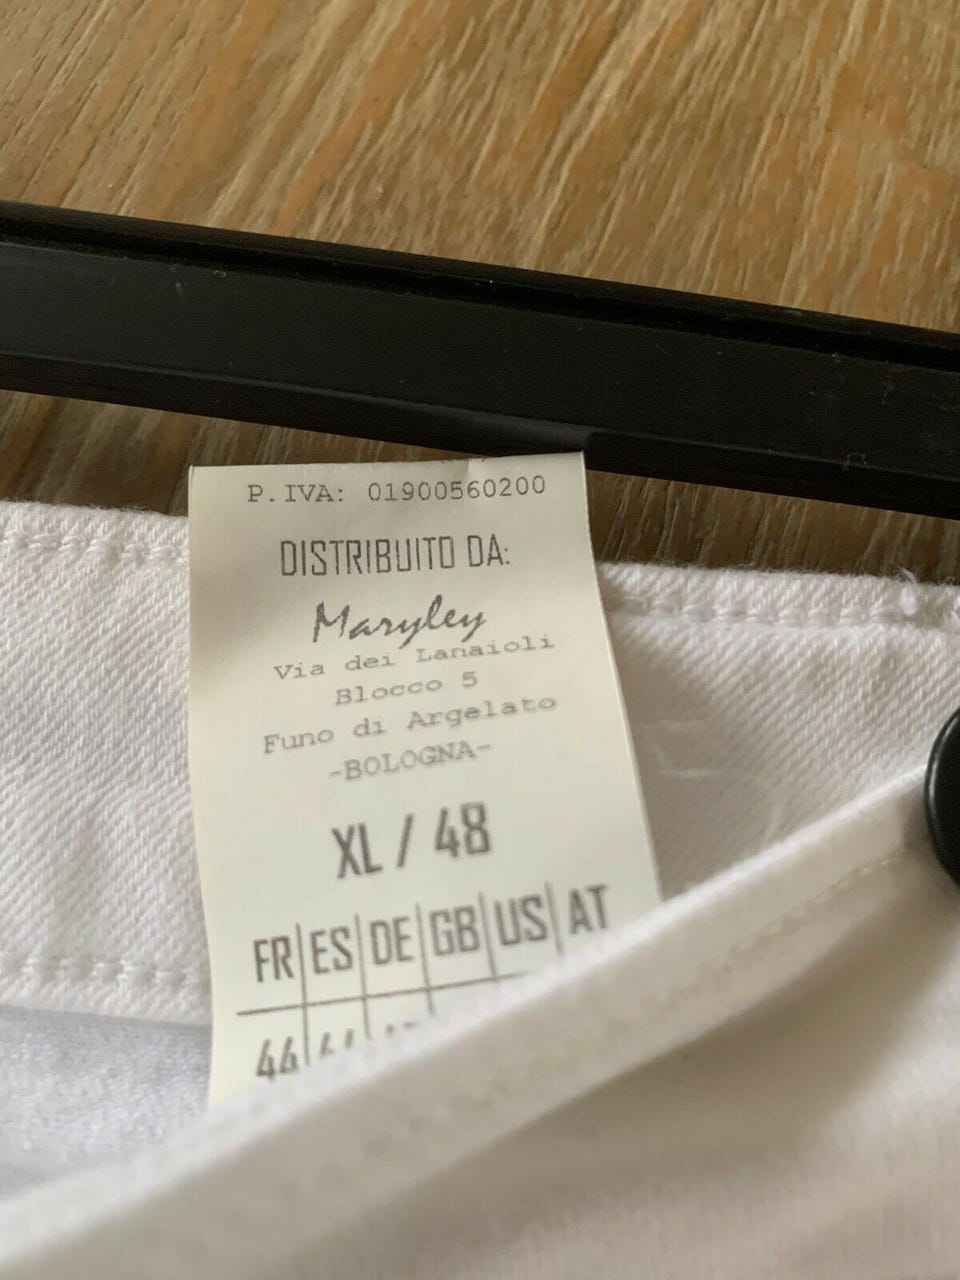 P.IVA: 01900560200
DISTRIBUITO DA:
Maryley
Via dei Lanaioli
Blocco 5
Funo di Argelato
-BOLOGNA-
XL / 48
FR ES DE GB US AT
44